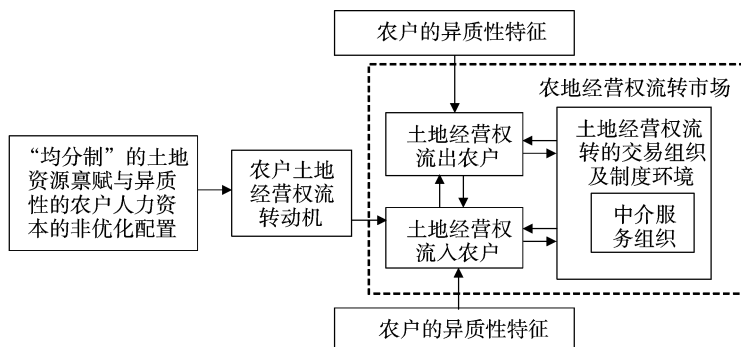 农户的异质性特征
农地经营权流转市场
“均分制”的土地
资源禀赋与异质
性的农户人力资
本的非优化配置
农户土地
经营权流
转动机
土地经营权
流出农户
土地经营权
流入农户
土地经营权流
转的交易组织
及制度环境
中介服
务组织
农户的异质性特征